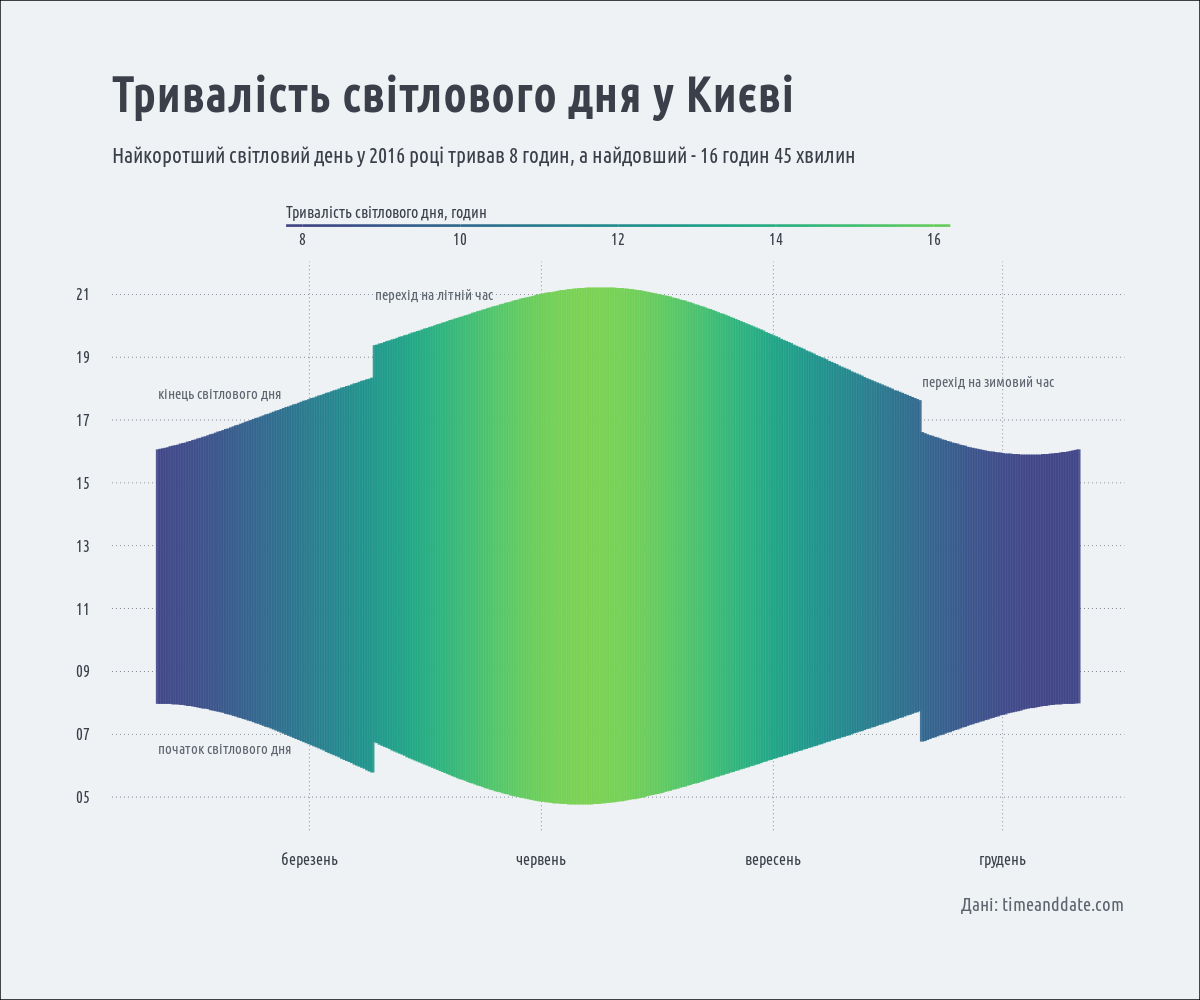 Тривалість світлового дня у Києві
Найкоротший світловий день у 2016 році тривав 8 годин, а найдовший - 16 годин 45 хвилин
Тривалість світлового дня, годин
8 10 12 14 16
21
перехід на літній час
19
перехід на зимовий час
кінець світлового дня
17
15
13
11
09
07
початок світлового дня
05
березень червень вересень грудень
Дані: timeanddate.com